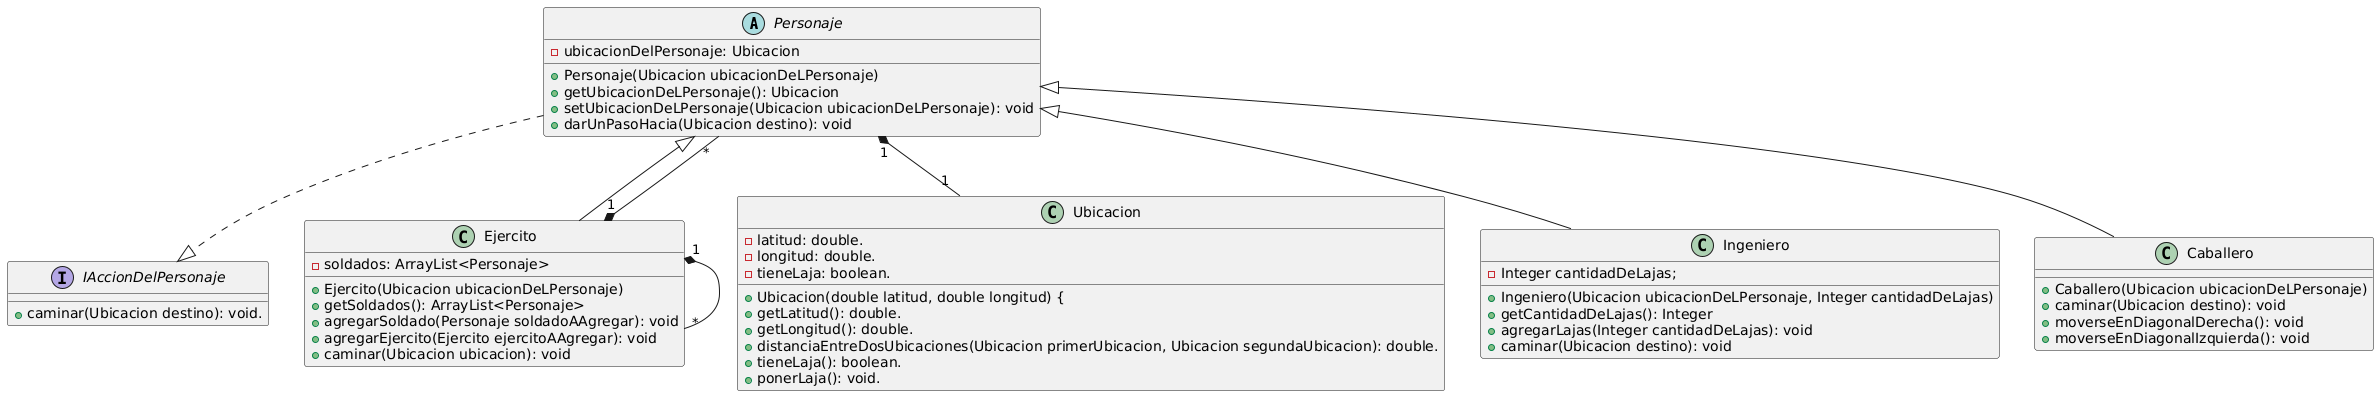 A Personaje
ubicacionDelPersonaje: Ubicacion
Personaje(Ubicacion ubicacionDeLPersonaje)
getUbicacionDeLPersonaje(): Ubicacion
setUbicacionDeLPersonaje(Ubicacion ubicacionDeLPersonaje): void
darUnPasoHacia(Ubicacion destino): void
*
1
1
1
I IAccionDelPersonaje
caminar(Ubicacion destino): void.
C Ejercito
soldados: ArrayList<Personaje>
Ejercito(Ubicacion ubicacionDeLPersonaje)
getSoldados(): ArrayList<Personaje>
agregarSoldado(Personaje soldadoAAgregar): void
agregarEjercito(Ejercito ejercitoAAgregar): void
caminar(Ubicacion ubicacion): void
1
*
C Ubicacion
latitud: double.
longitud: double.
tieneLaja: boolean.
Ubicacion(double latitud, double longitud) {
getLatitud(): double.
getLongitud(): double.
distanciaEntreDosUbicaciones(Ubicacion primerUbicacion, Ubicacion segundaUbicacion): double.
tieneLaja(): boolean.
ponerLaja(): void.
C Ingeniero
Integer cantidadDeLajas;
Ingeniero(Ubicacion ubicacionDeLPersonaje, Integer cantidadDeLajas)
getCantidadDeLajas(): Integer
agregarLajas(Integer cantidadDeLajas): void
caminar(Ubicacion destino): void
C Caballero
Caballero(Ubicacion ubicacionDeLPersonaje)
caminar(Ubicacion destino): void
moverseEnDiagonalDerecha(): void
moverseEnDiagonalIzquierda(): void